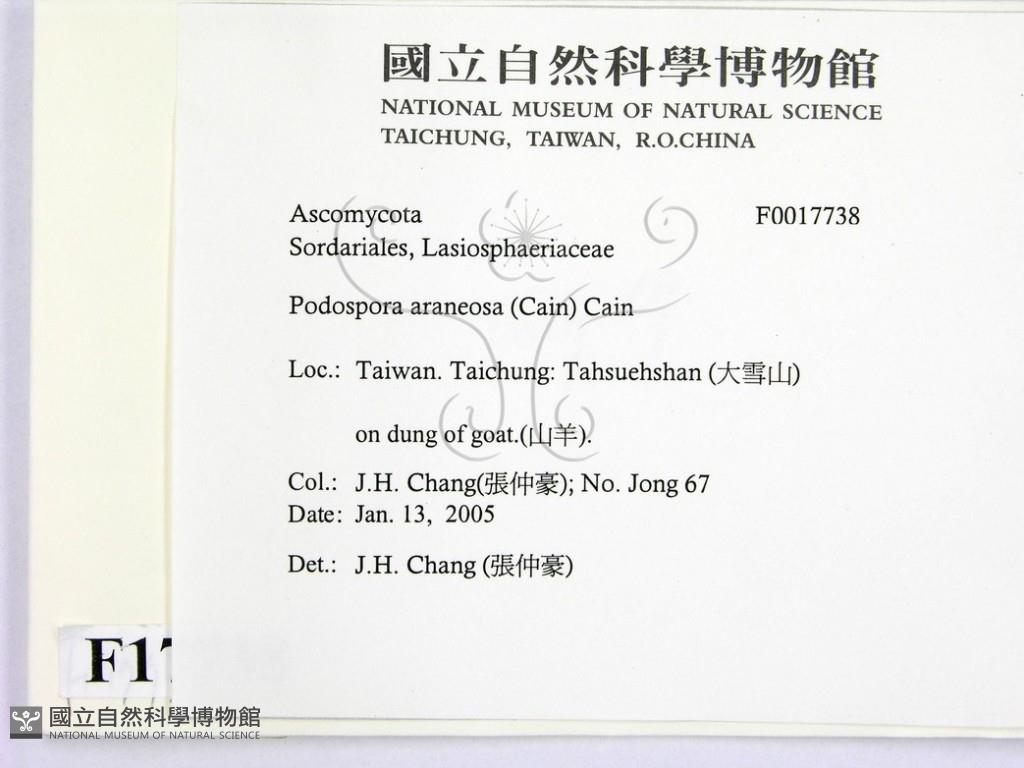 國立自然科學博物館
NATIONAL MUSEUM OF NATURAL SCIENCE
TAICHUNG, TAIWAN, R.O.CHINA
Ascomycota F0017738
Sordariales, Lasiosphaeriaceae
Podospora araneosa (Cain) Cain
Loc.: Taiwan. Taichung: Tahsuehshan (大雪山)
on dung of goat.(山羊).
Col.: J.H. Chang(張仲豪); No. Jong 67
Date: Jan. 13, 2005
Det.: J.H. Chang (張仲豪)
F17
國立自然科學博物館
NATIONAL MUSEUM OF NATURAL SCIENCE